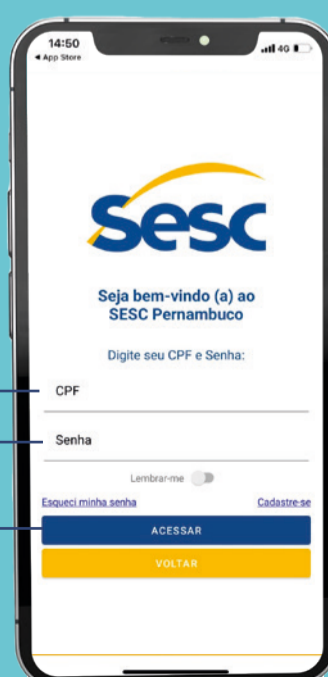 14:50
4G
◀ App Store
Sesc
Seja bem-vindo (a) ao
SESC Pernambuco
Digite seu CPF e Senha:
CPF
Senha
Lembrar-me
Esqueci minha senha
Cadastre-se
ACESSAR
VOLTAR